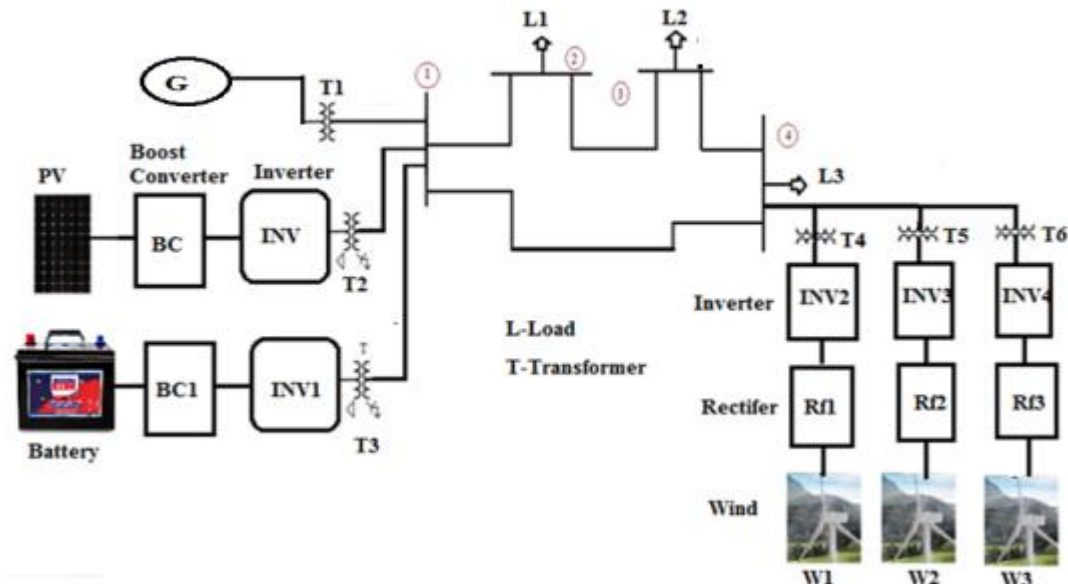 L1
L2
2
1
G
T1
3
4
Boost
Converter
PV
Inverter
L3
BC
INV
T4
T5
T6
T2
Inverter
INV2
INV3
INV4
L-Load
T-Transformer
T
BC1
INV1
Rectifer
Rf1
Rf2
Rf3
T3
Battery
Wind
W1
W2
W3